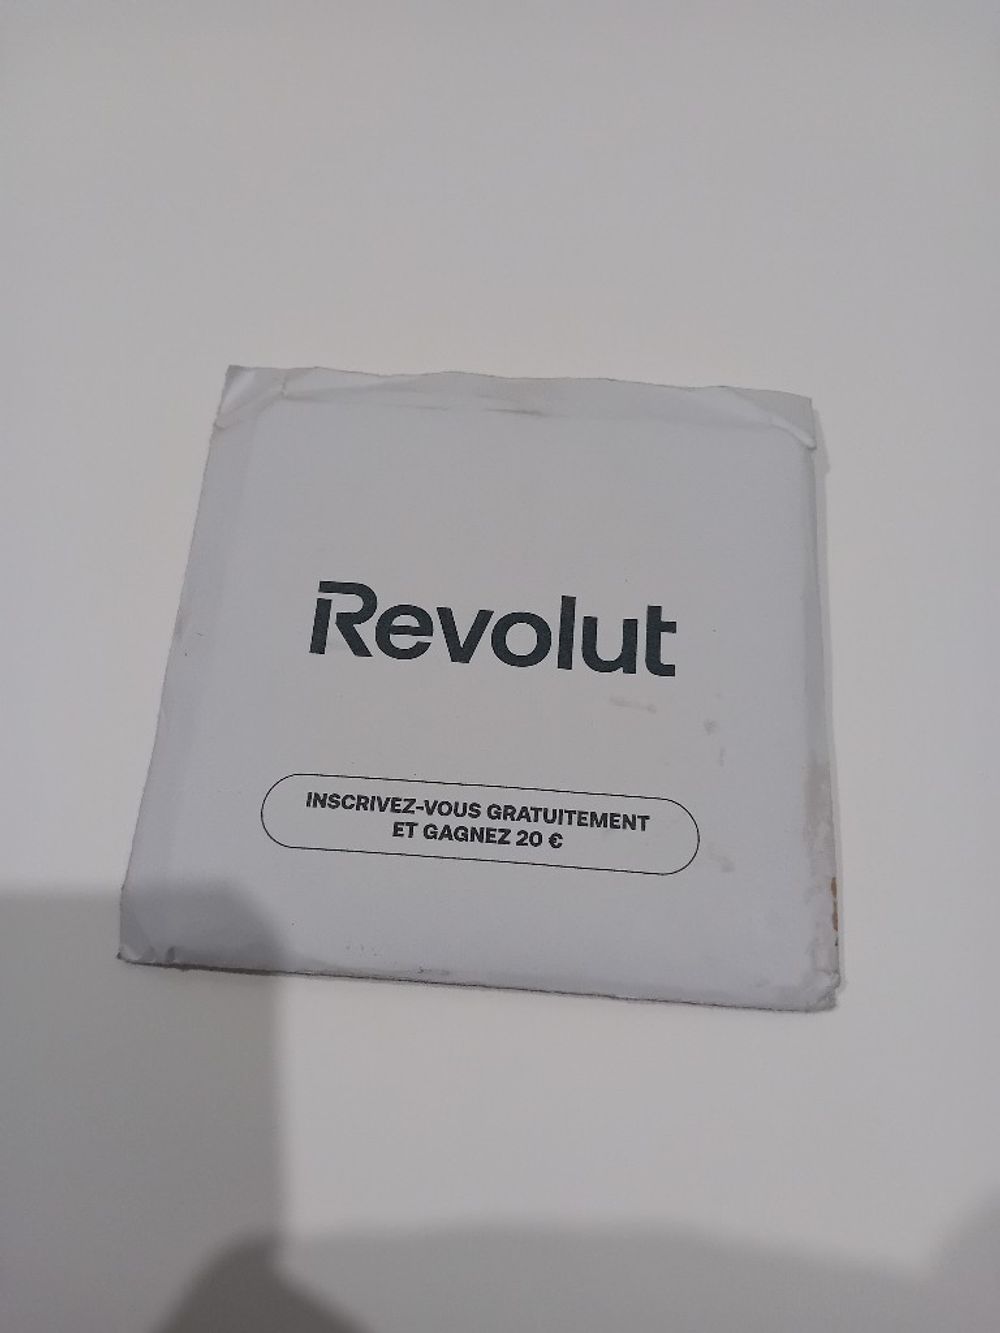 Revolut
INSCRIVEZ-VOUS GRATUITEMENT
ET GAGNEZ 20 €